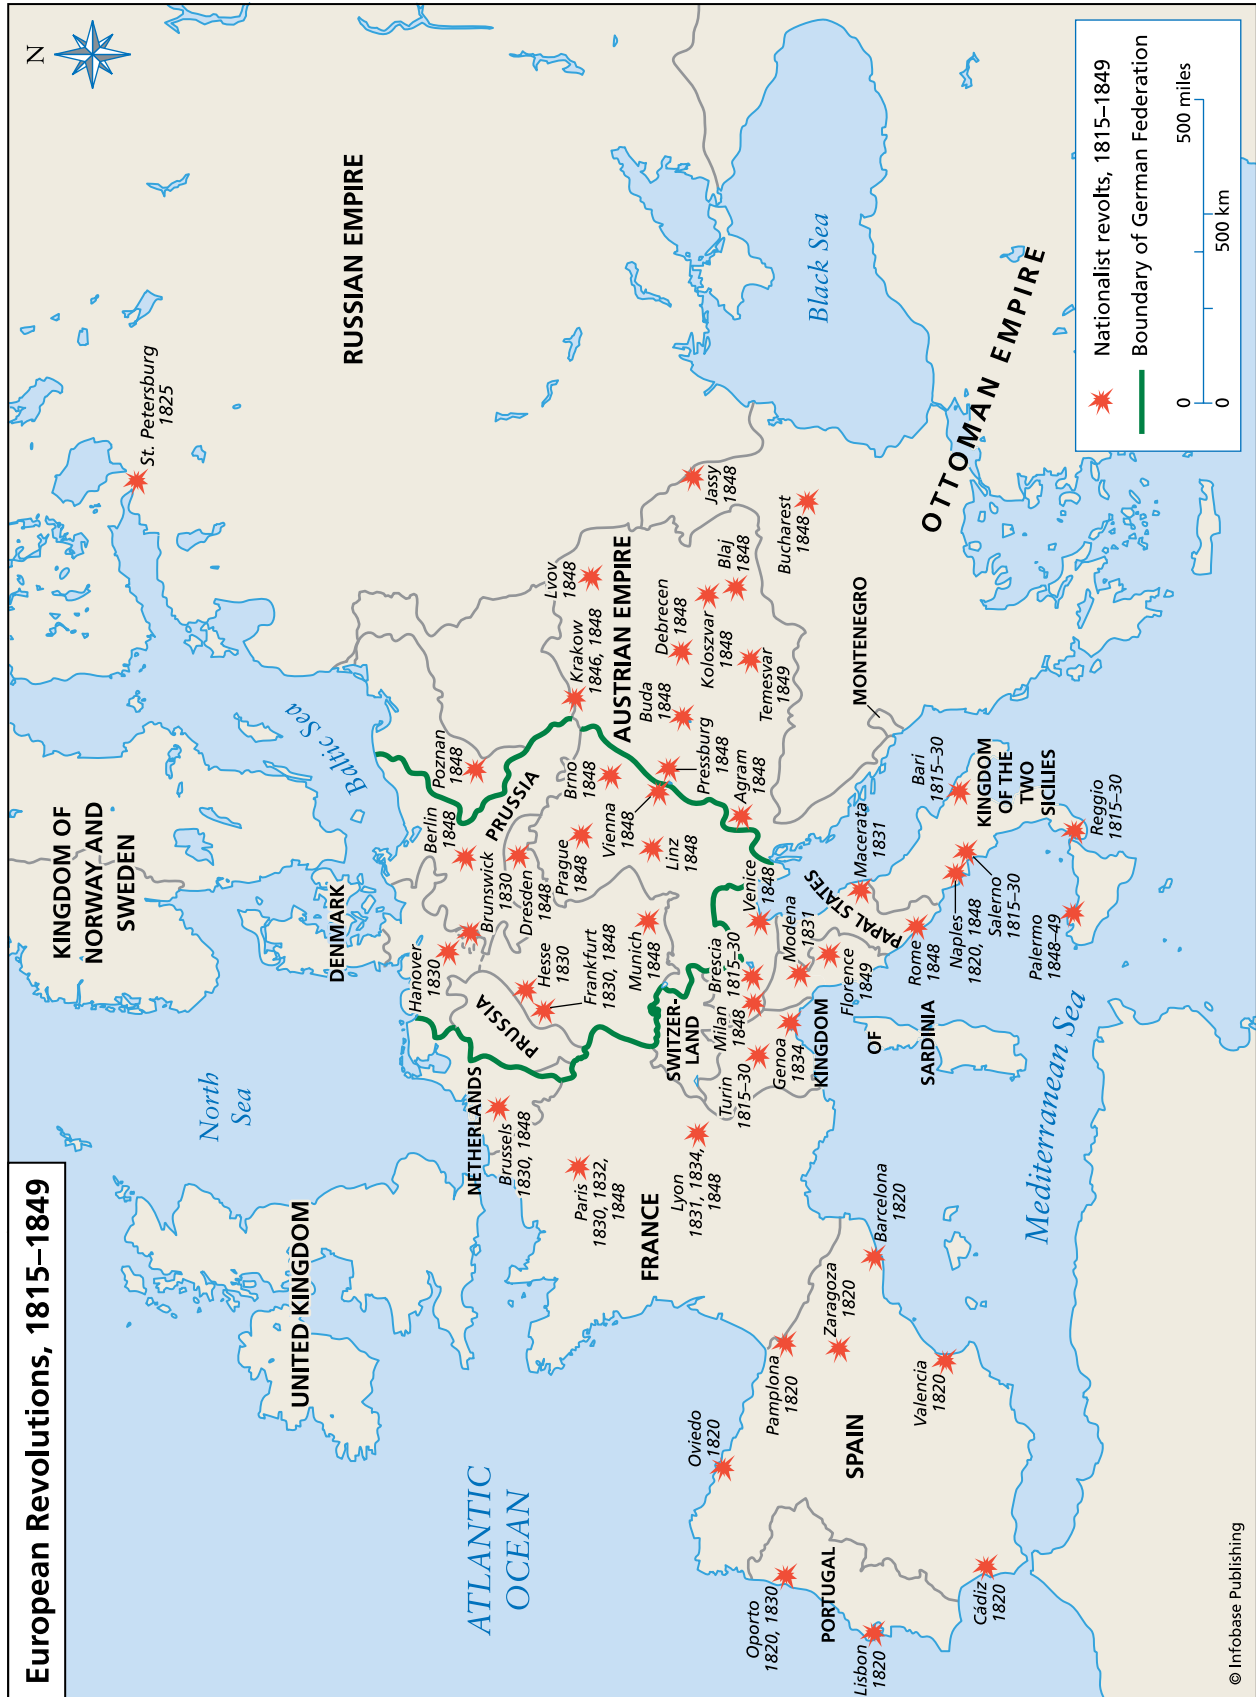 European Revolutions, 1815–1849
N
KINGDOM OF
NORWAY AND
SWEDEN
St. Petersburg
1825
RUSSIAN EMPIRE
North
Sea
Baltic Sea
DENMARK
UNITED KINGDOM
ATLANTIC
OCEAN
NETHERLANDS
Brussels
1830, 1848
Hanover
1830
Brunswick
1830
Berlin
1848
Poznan
1848
PRUSSIA
PRUSSIA
Hesse
1830
Frankfurt
1830, 1848
Dresden
1848
Prague
1848
Brno
1848
Krakow
1846, 1848
Lvov
1848
Paris
1830, 1832,
1848
FRANCE
Lyon
1831, 1834,
1848
Munich
1848
Linz
1848
Vienna
1848
Pressburg
1848
Buda
1848
AUSTRIAN EMPIRE
Debrecen
1848
Koloszvar
1848
Blaj
1848
Temesvar
1849
Jassy
1848
Bucharest
1848
Agram
1848
SWITZER-
LAND
Turin
1815–30
Milan
1848
Brescia
1815–30
Venice
1848
Genoa
1834
Modena
1831
Florence
1849
PAPAL STATES
Macerata
1831
Rome
1848
KINGDOM
OF
SARDINIA
Naples
1820, 1848
Salerno
1815–30
Bari
1815–30
KINGDOM
OF THE
TWO
SICILIES
Palermo
1848–49
Reggio
1815–30
MONTENEGRO
Black Sea
OTTOMAN EMPIRE
Oviedo
1820
Pamplona
1820
Zaragoza
1820
Barcelona
1820
Valencia
1820
SPAIN
PORTUGAL
Oporto
1820, 1830
Lisbon
1820
Cádiz
1820
Mediterranean Sea
Nationalist revolts, 1815–1849
Boundary of German Federation
0
500 miles
0
500 km
© Infobase Publishing